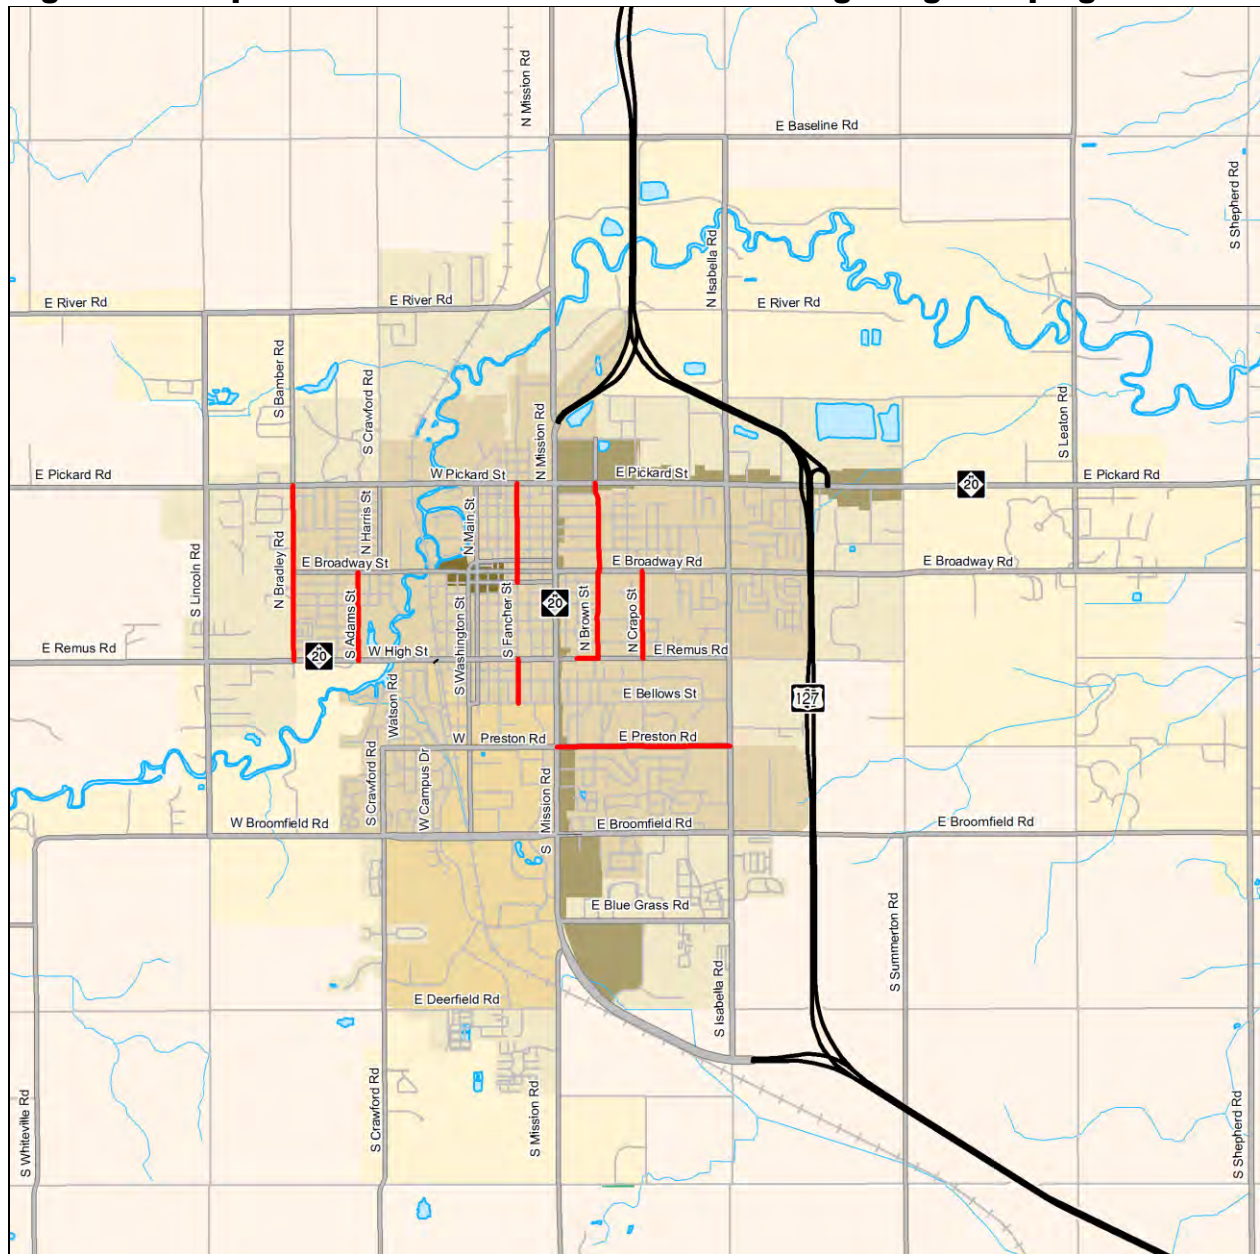 N Mission Rd
E Baseline Rd
S Shepherd Rd
N Isabella Rd
E River Rd
E River Rd
E River Rd
S Bamber Rd
S Crawford Rd
N Mission Rd
S Leaton Rd
E Pickard Rd
W Pickard St
E Pickard St
20
E Pickard Rd
N Harris St
N Main St
N Bradley Rd
S Lincoln Rd
E Broadway St
E Broadway Rd
E Broadway Rd
S Adams St
S Washington St
S Fancher St
20
N Brown St
N Crapo St
E Remus Rd
20
W High St
E Remus Rd
Watson Rd
E Bellows St
127
W Preston Rd
E Preston Rd
S Crawford Rd
W Campus Dr
S Mission Rd
W Broomfield Rd
E Broomfield Rd
E Broomfield Rd
E Blue Grass Rd
S Summerton Rd
S Isabella Rd
E Deerfield Rd
S Whiteville Rd
S Crawford Rd
S Mission Rd
S Shepherd Rd